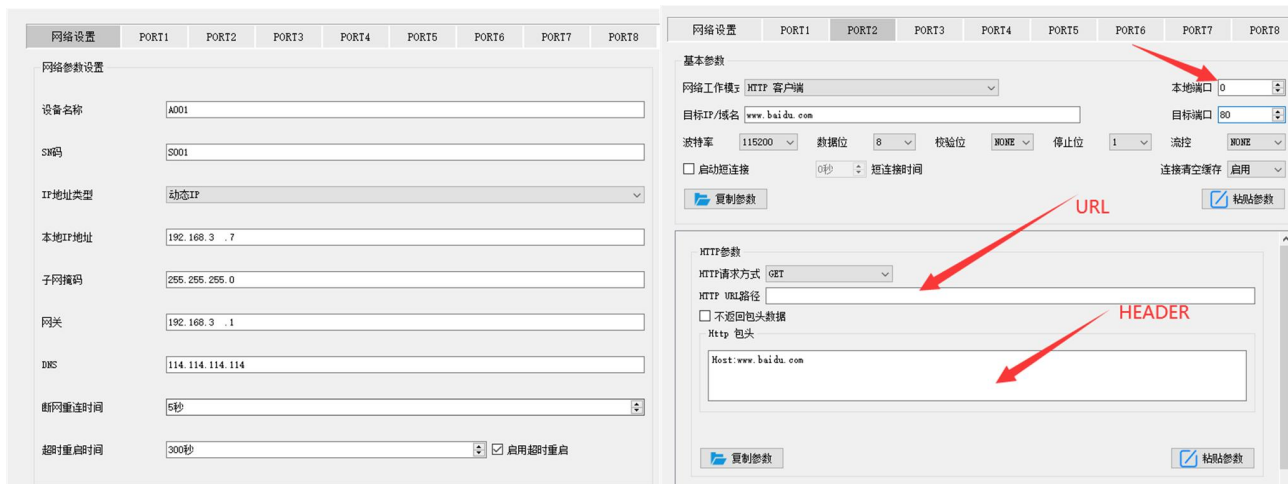 网络设置 PORT1 PORT2 PORT3 PORT4 PORT5 PORT6 PORT7 PORT8
网络参数设置
设备名称 A001
SN码 S001
IP地址类型 动态IP
本地IP地址 192.168.3 .7
子网掩码 255.255.255.0
网关 192.168.3 .1
DNS 114.114.114.114
断网重连时间 5秒
超时重启时间 300秒 启用超时重启
网络设置 PORT1 PORT2 PORT3 PORT4 PORT5 PORT6 PORT7 PORT8
基本参数
网络工作模式 HTTP 客户端 本地端口 0
目标IP/域名 www.baidu.com 目标端口 80
波特率 115200 数据位 8 校验位 NONE 停止位 1 流控 NONE
启动短连接 0秒 短连接时间 连接清空缓存 启用
复制参数 粘贴参数
URL
HTTP参数
HTTP请求方式 GET
HTTP URL路径
不返回包头数据
HEADER
Http 包头
Host:www.baidu.com
复制参数 粘贴参数